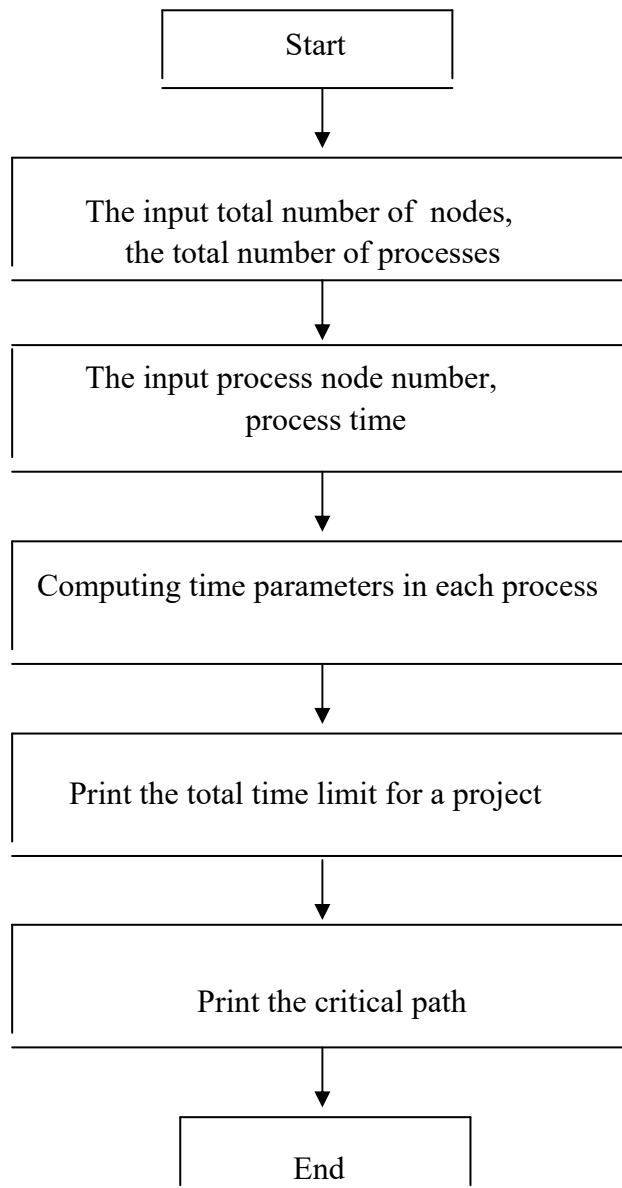 Start
The input total number of nodes,
the total number of processes
The input process node number,
process time
Computing time parameters in each process
Print the total time limit for a project
Print the critical path
End